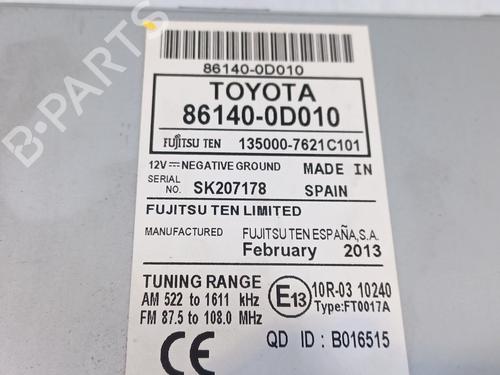 B-PARTS
86140-0D010
TOYOTA
86140-0D010
FUJITSU TEN 135000-7621C101
12V NEGATIVE GROUND MADE IN
SERIAL NO. SK207178 SPAIN
FUJITSU TEN LIMITED
MANUFACTURED FUJITSU TEN ESPAÑA,S.A.
February 2013
TUNING RANGE
AM 522 to 1611 kHz
FM 87.5 to 108.0 MHz
E13 10R-03 10240
Type:FT0017A
CE QD ID : B016515